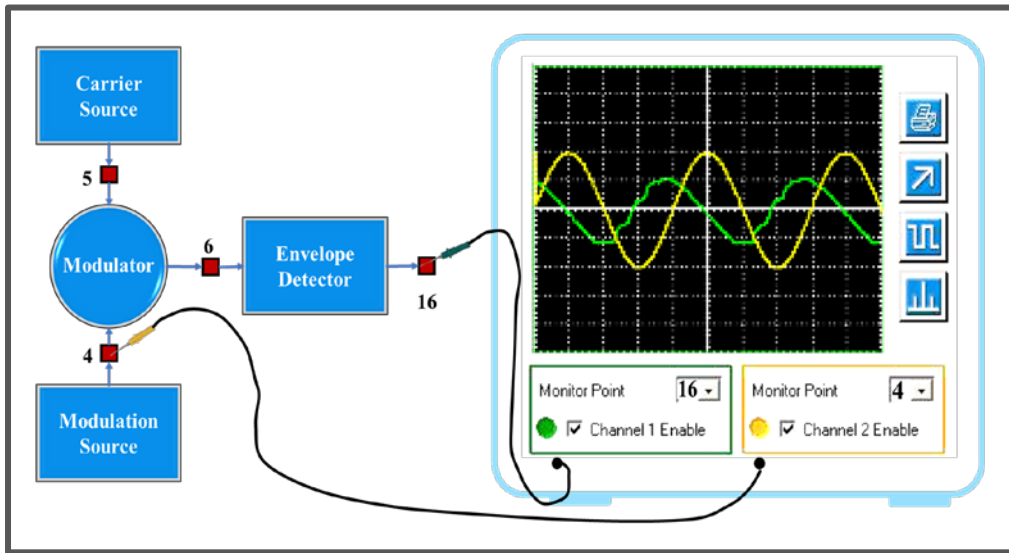 Carrier
Source
5
Modulator
6
Envelope
Detector
16
4
Modulation
Source
Monitor Point 16
Channel 1 Enable
Monitor Point 4
Channel 2 Enable